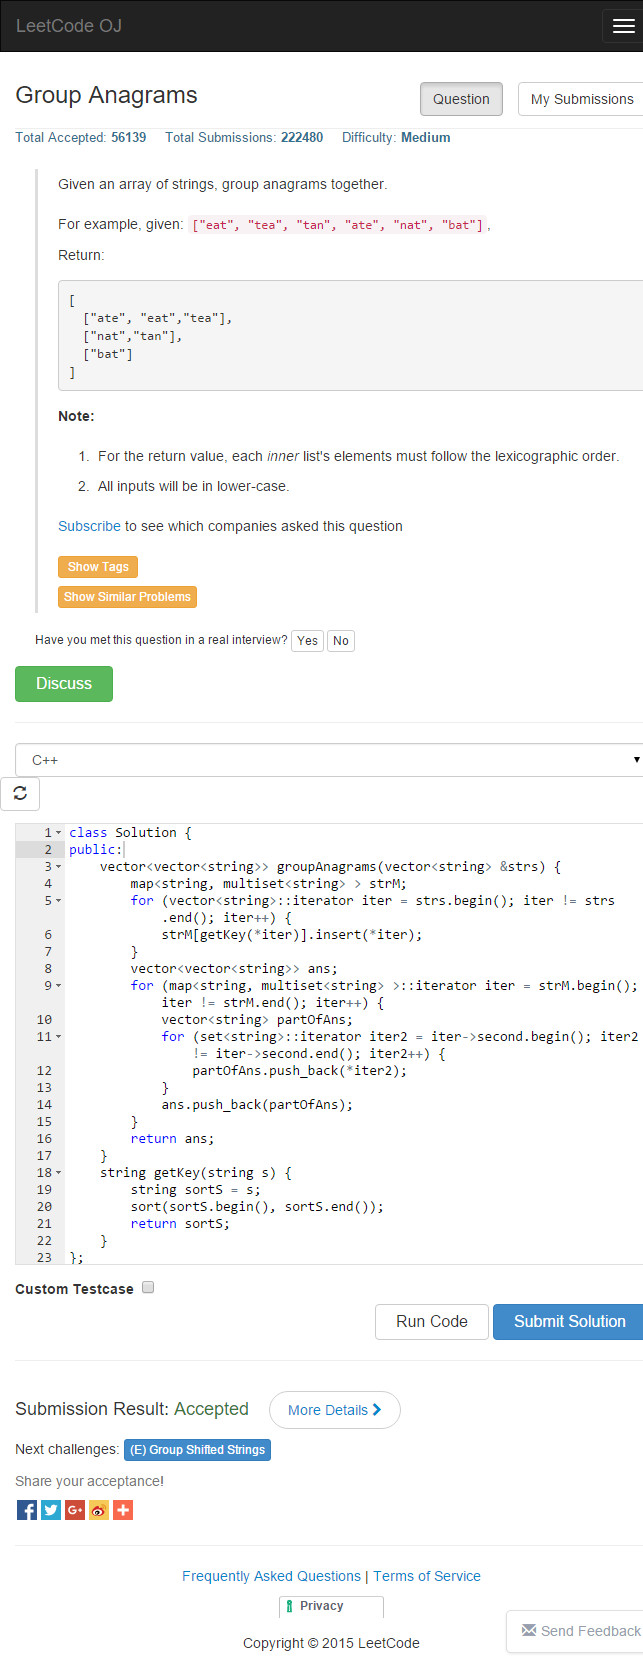 LeetCode OJ
Group Anagrams
Question
My Submissions
Total Accepted: 56139 Total Submissions: 222480 Difficulty: Medium
Given an array of strings, group anagrams together.
For example, given: ["eat", "tea", "tan", "ate", "nat", "bat"],
Return:
[
  ["ate", "eat","tea"],
  ["nat","tan"],
  ["bat"]
]
Note:
1. For the return value, each inner list's elements must follow the lexicographic order.
2. All inputs will be in lower-case.
Subscribe to see which companies asked this question
Show Tags
Show Similar Problems
Have you met this question in a real interview? Yes No
Discuss
C++
1 class Solution {
2 public:
3     vector<vector<string>> groupAnagrams(vector<string> &strs) {
4         map<string, multiset<string> > strM;
5         for (vector<string>::iterator iter = strs.begin(); iter != strs
            .end(); iter++) {
6             strM[getKey(*iter)].insert(*iter);
7         }
8         vector<vector<string>> ans;
9         for (map<string, multiset<string> >::iterator iter = strM.begin();
            iter != strM.end(); iter++) {
10             vector<string> partOfAns;
11             for (set<string>::iterator iter2 = iter->second.begin(); iter2
                != iter->second.end(); iter2++) {
12                 partOfAns.push_back(*iter2);
13             }
14             ans.push_back(partOfAns);
15         }
16         return ans;
17     }
18     string getKey(string s) {
19         string sortS = s;
20         sort(sortS.begin(), sortS.end());
21         return sortS;
22     }
23 };
Custom Testcase
Run Code
Submit Solution
Submission Result: Accepted
More Details
Next challenges: (E) Group Shifted Strings
Share your acceptance!
Frequently Asked Questions | Terms of Service
Privacy
Send Feedback
Copyright © 2015 LeetCode